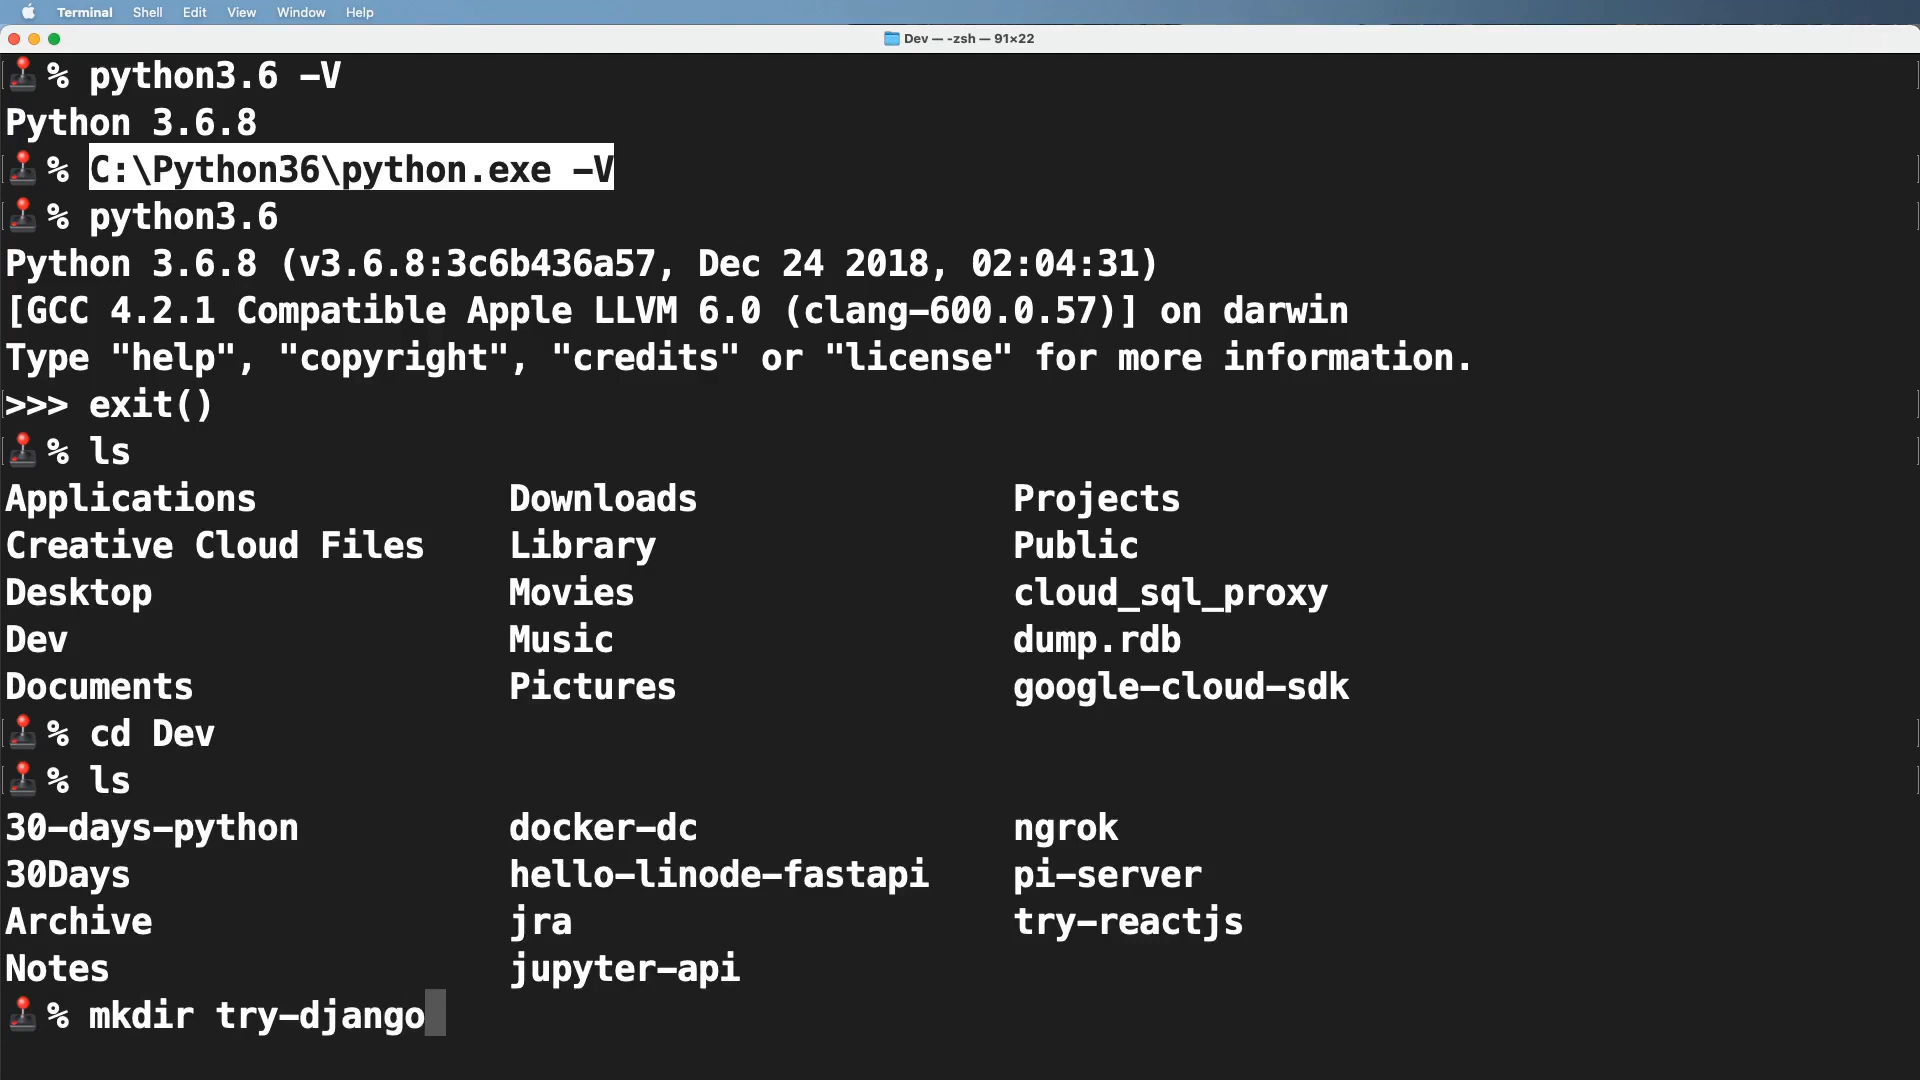 Terminal Shell Edit View Window Help
Dev — -zsh — 91×22
% python3.6 -V
Python 3.6.8
% C:\Python36\python.exe -V
% python3.6
Python 3.6.8 (v3.6.8:3c6b436a57, Dec 24 2018, 02:04:31)
[GCC 4.2.1 Compatible Apple LLVM 6.0 (clang-600.0.57)] on darwin
Type "help", "copyright", "credits" or "license" for more information.
>>> exit()
% ls
Applications Downloads Projects
Creative Cloud Files Library Public
Desktop Movies cloud_sql_proxy
Dev Music dump.rdb
Documents Pictures google-cloud-sdk
% cd Dev
% ls
30-days-python docker-dc ngrok
30Days hello-linode-fastapi pi-server
Archive jra try-reactjs
Notes jupyter-api
% mkdir try-django